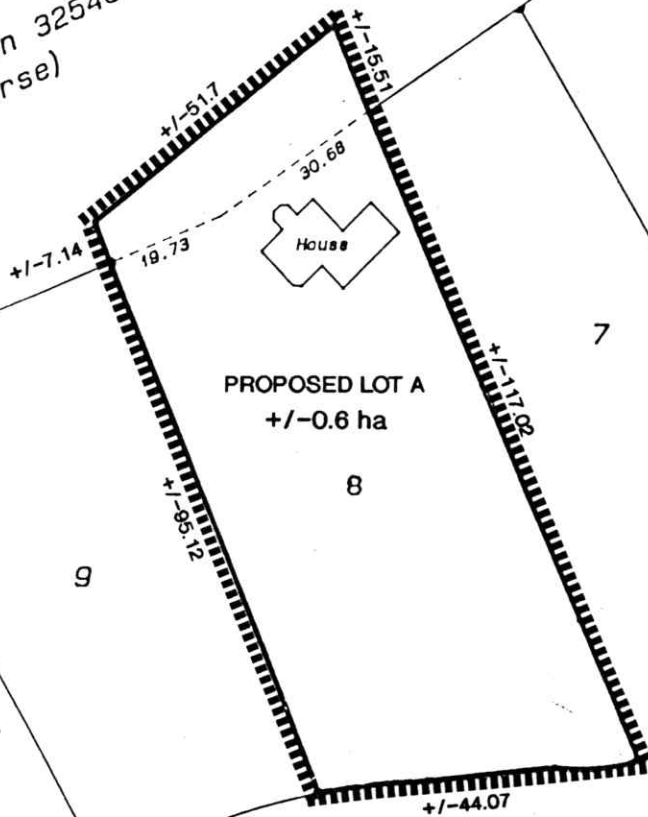 rse)
+/-15.51
+/-51.7
30.68
+/-7.14
19.73
House
7
+/-117.02
PROPOSED LOT A
+/-0.6 ha
8
+/-95.12
9
+/-44.07